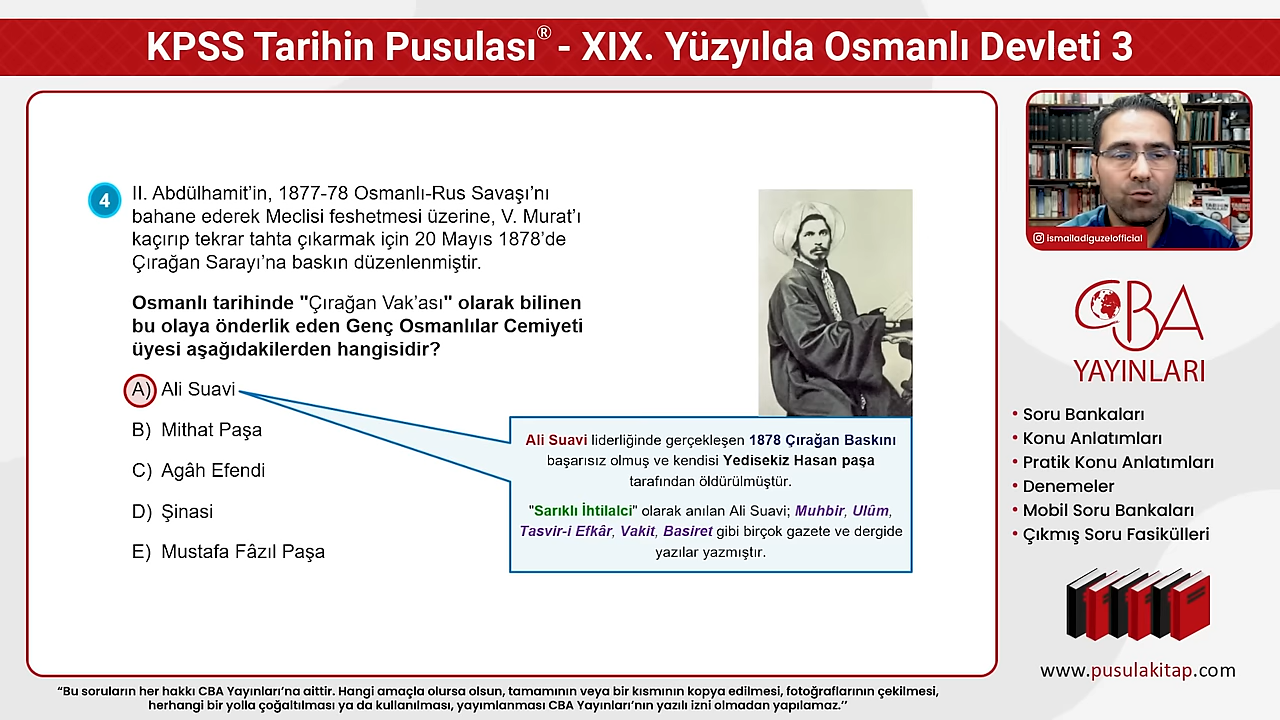 KPSS Tarihin Pusulası® - XIX. Yüzyılda Osmanlı Devleti 3
4
II. Abdülhamit'in, 1877-78 Osmanlı-Rus Savaşı'nı
bahane ederek Meclisi feshetmesi üzerine, V. Murat'ı
kaçırıp tekrar tahta çıkarmak için 20 Mayıs 1878'de
Çırağan Sarayı'na baskın düzenlenmiştir.
Osmanlı tarihinde "Çırağan Vak'ası" olarak bilinen
bu olaya önderlik eden Genç Osmanlılar Cemiyeti
üyesi aşağıdakilerden hangisidir?
A) Ali Suavi
B) Mithat Paşa
C) Agâh Efendi
D) Şinasi
E) Mustafa Fâzıl Paşa
Ali Suavi liderliğinde gerçekleşen 1878 Çırağan Baskını
başarısız olmuş ve kendisi Yedisekiz Hasan paşa
tarafından öldürülmüştür.
"Sarıklı İhtilalci" olarak anılan Ali Suavi; Muhbir, Ulûm,
Tasvir-i Efkâr, Vakit, Basiret gibi birçok gazete ve dergide
yazılar yazmıştır.
ismailadiguzelofficial
CBA
YAYINLARI
• Soru Bankaları
• Konu Anlatımları
• Pratik Konu Anlatımları
• Denemeler
• Mobil Soru Bankaları
• Çıkmış Soru Fasikülleri
www.pusulakitap.com
“Bu soruların her hakkı CBA Yayınları’na aittir. Hangi amaçla olursa olsun, tamamının veya bir kısmının kopya edilmesi, fotoğraflarının çekilmesi,
herhangi bir yolla çoğaltılması ya da kullanılması, yayımlanması CBA Yayınları’nın yazılı izni olmadan yapılamaz.’’